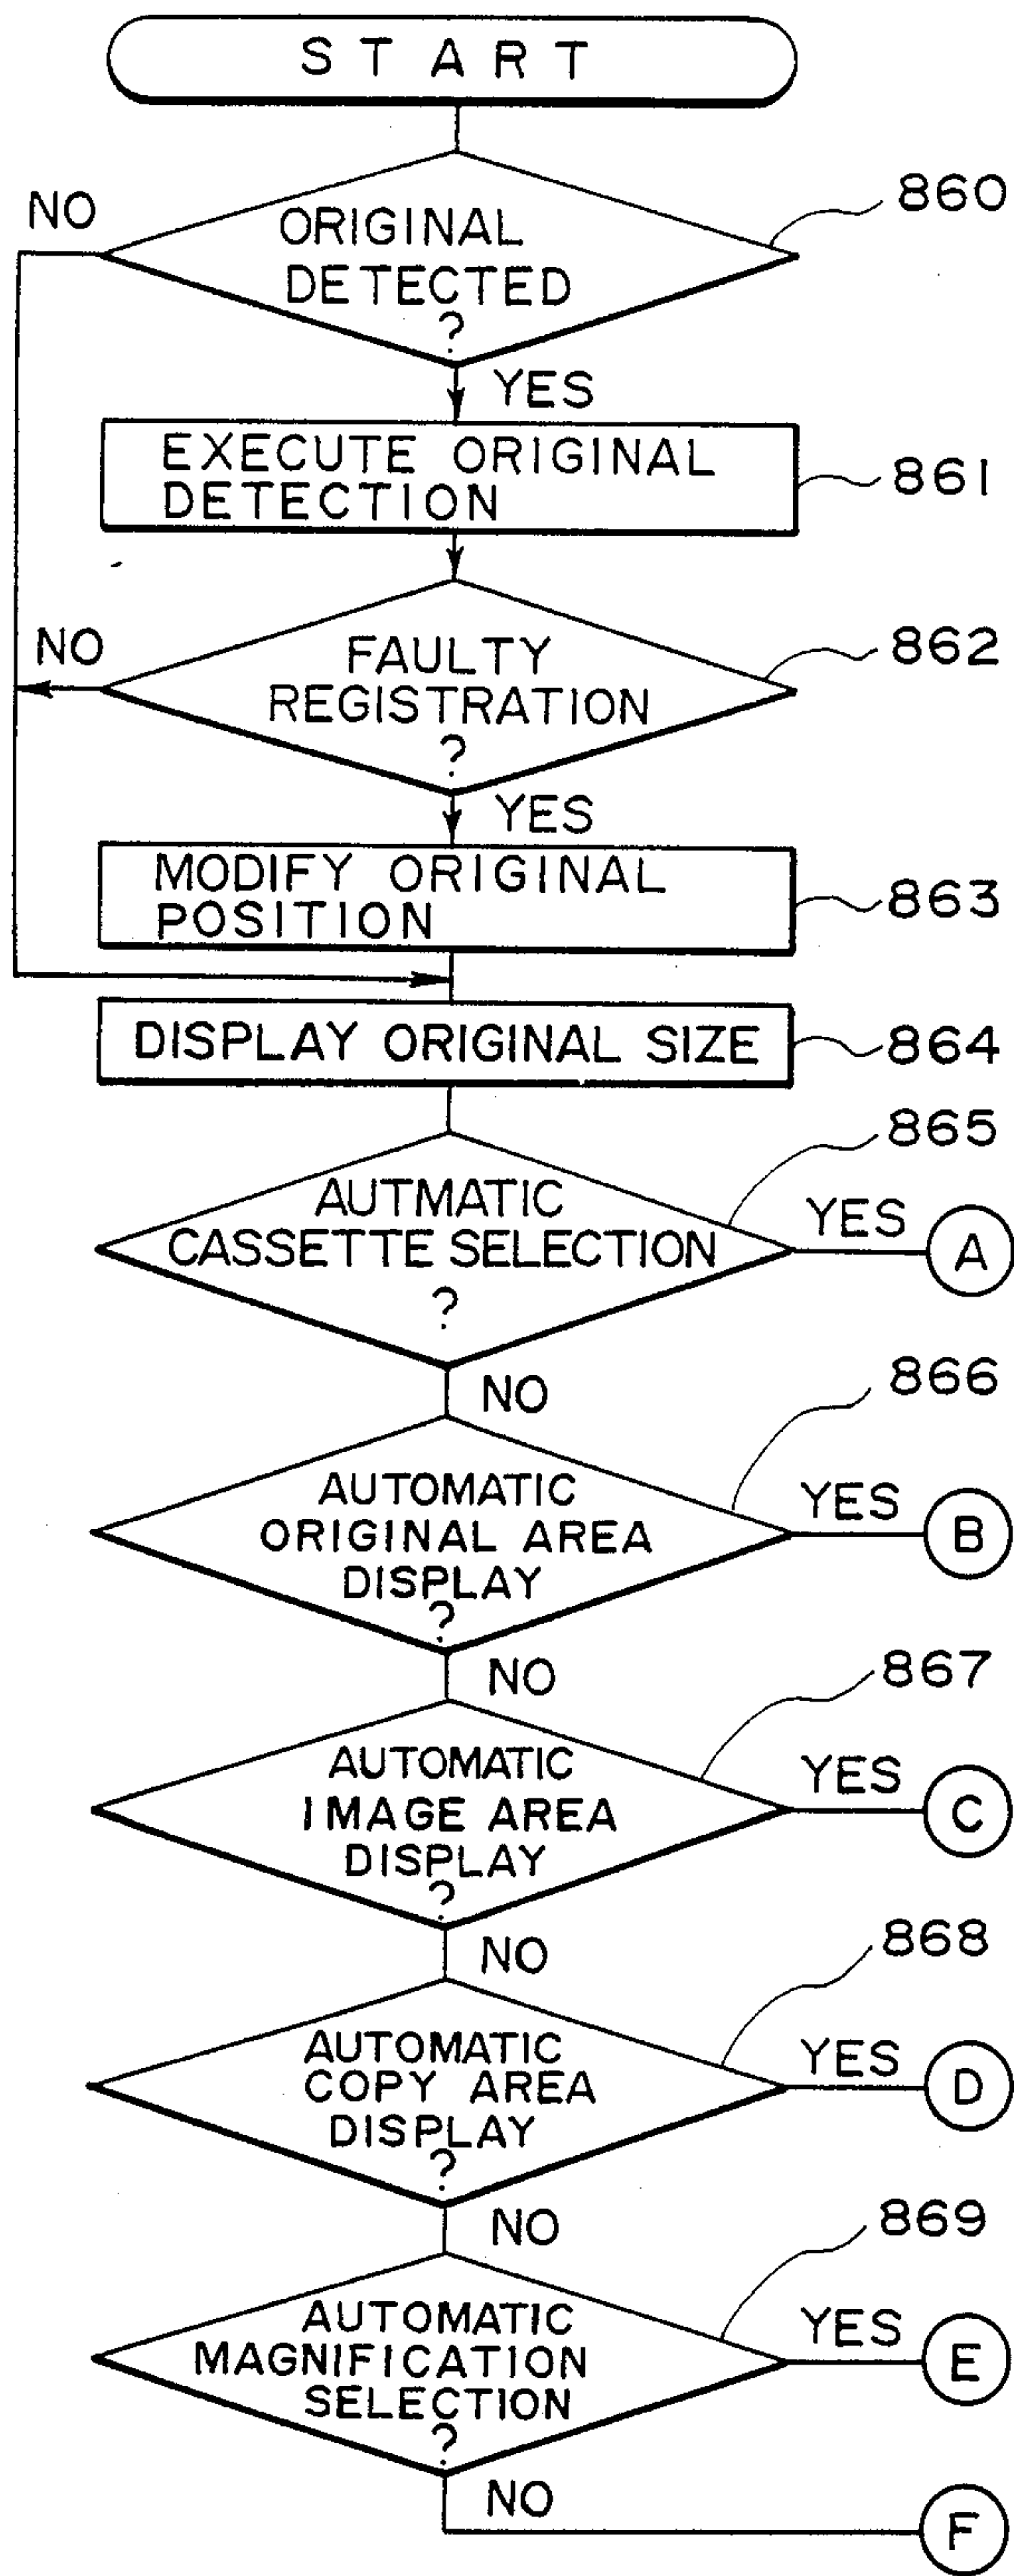 START
860
NO
ORIGINAL
DETECTED
?
YES
EXECUTE ORIGINAL
DETECTION
861
NO
FAULTY
REGISTRATION
?
862
YES
MODIFY ORIGINAL
POSITION
863
DISPLAY ORIGINAL SIZE
864
865
AUTMATIC
CASSETTE SELECTION
?
YES
A
NO
866
AUTOMATIC
ORIGINAL AREA
DISPLAY
?
YES
B
NO
867
AUTOMATIC
IMAGE AREA
DISPLAY
?
YES
C
NO
868
AUTOMATIC
COPY AREA
DISPLAY
?
YES
D
NO
869
AUTOMATIC
MAGNIFICATION
SELECTION
?
YES
E
NO
F